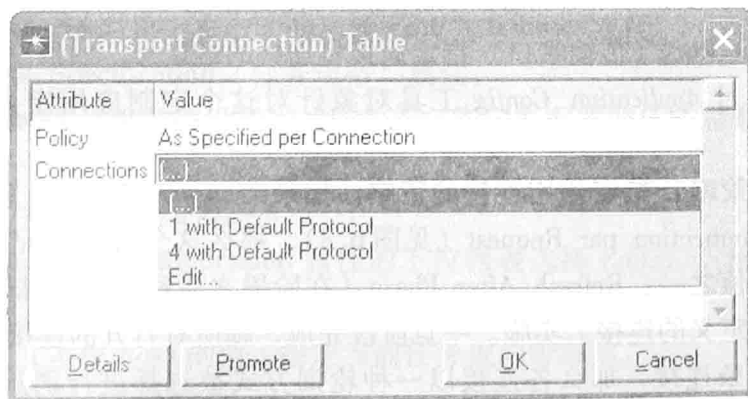 (Transport Connection) Table
Attribute Value
Policy As Specified per Connection
Connections (...)
(...)
1 with Default Protocol
4 with Default Protocol
Edit...
Details Promote OK Cancel